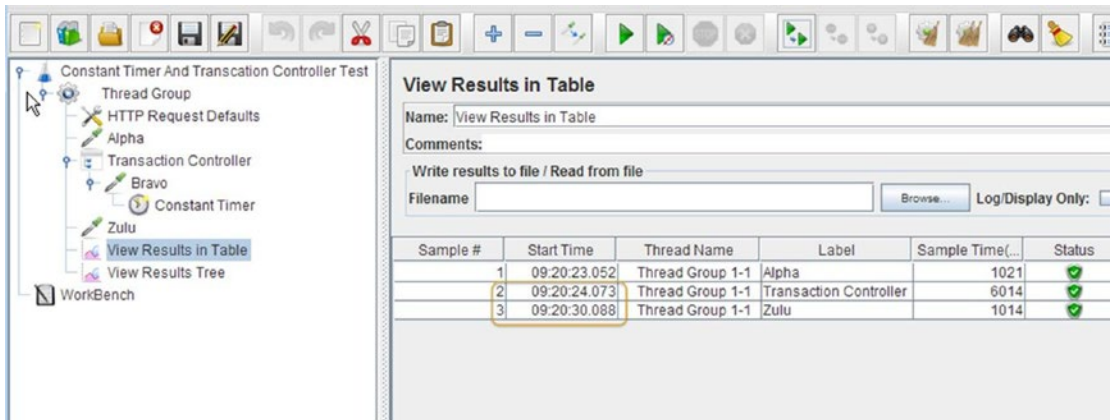 Constant Timer And Transcation Controller Test
Thread Group
HTTP Request Defaults
Alpha
Transaction Controller
Bravo
Constant Timer
Zulu
View Results in Table
View Results Tree
WorkBench
View Results in Table
Name: View Results in Table
Comments:
Write results to file / Read from file
Filename Browse... Log/Display Only:
Sample # Start Time Thread Name Label Sample Time(... Status
1 09:20:23.052 Thread Group 1-1 Alpha 1021
2 09:20:24.073 Thread Group 1-1 Transaction Controller 6014
3 09:20:30.088 Thread Group 1-1 Zulu 1014